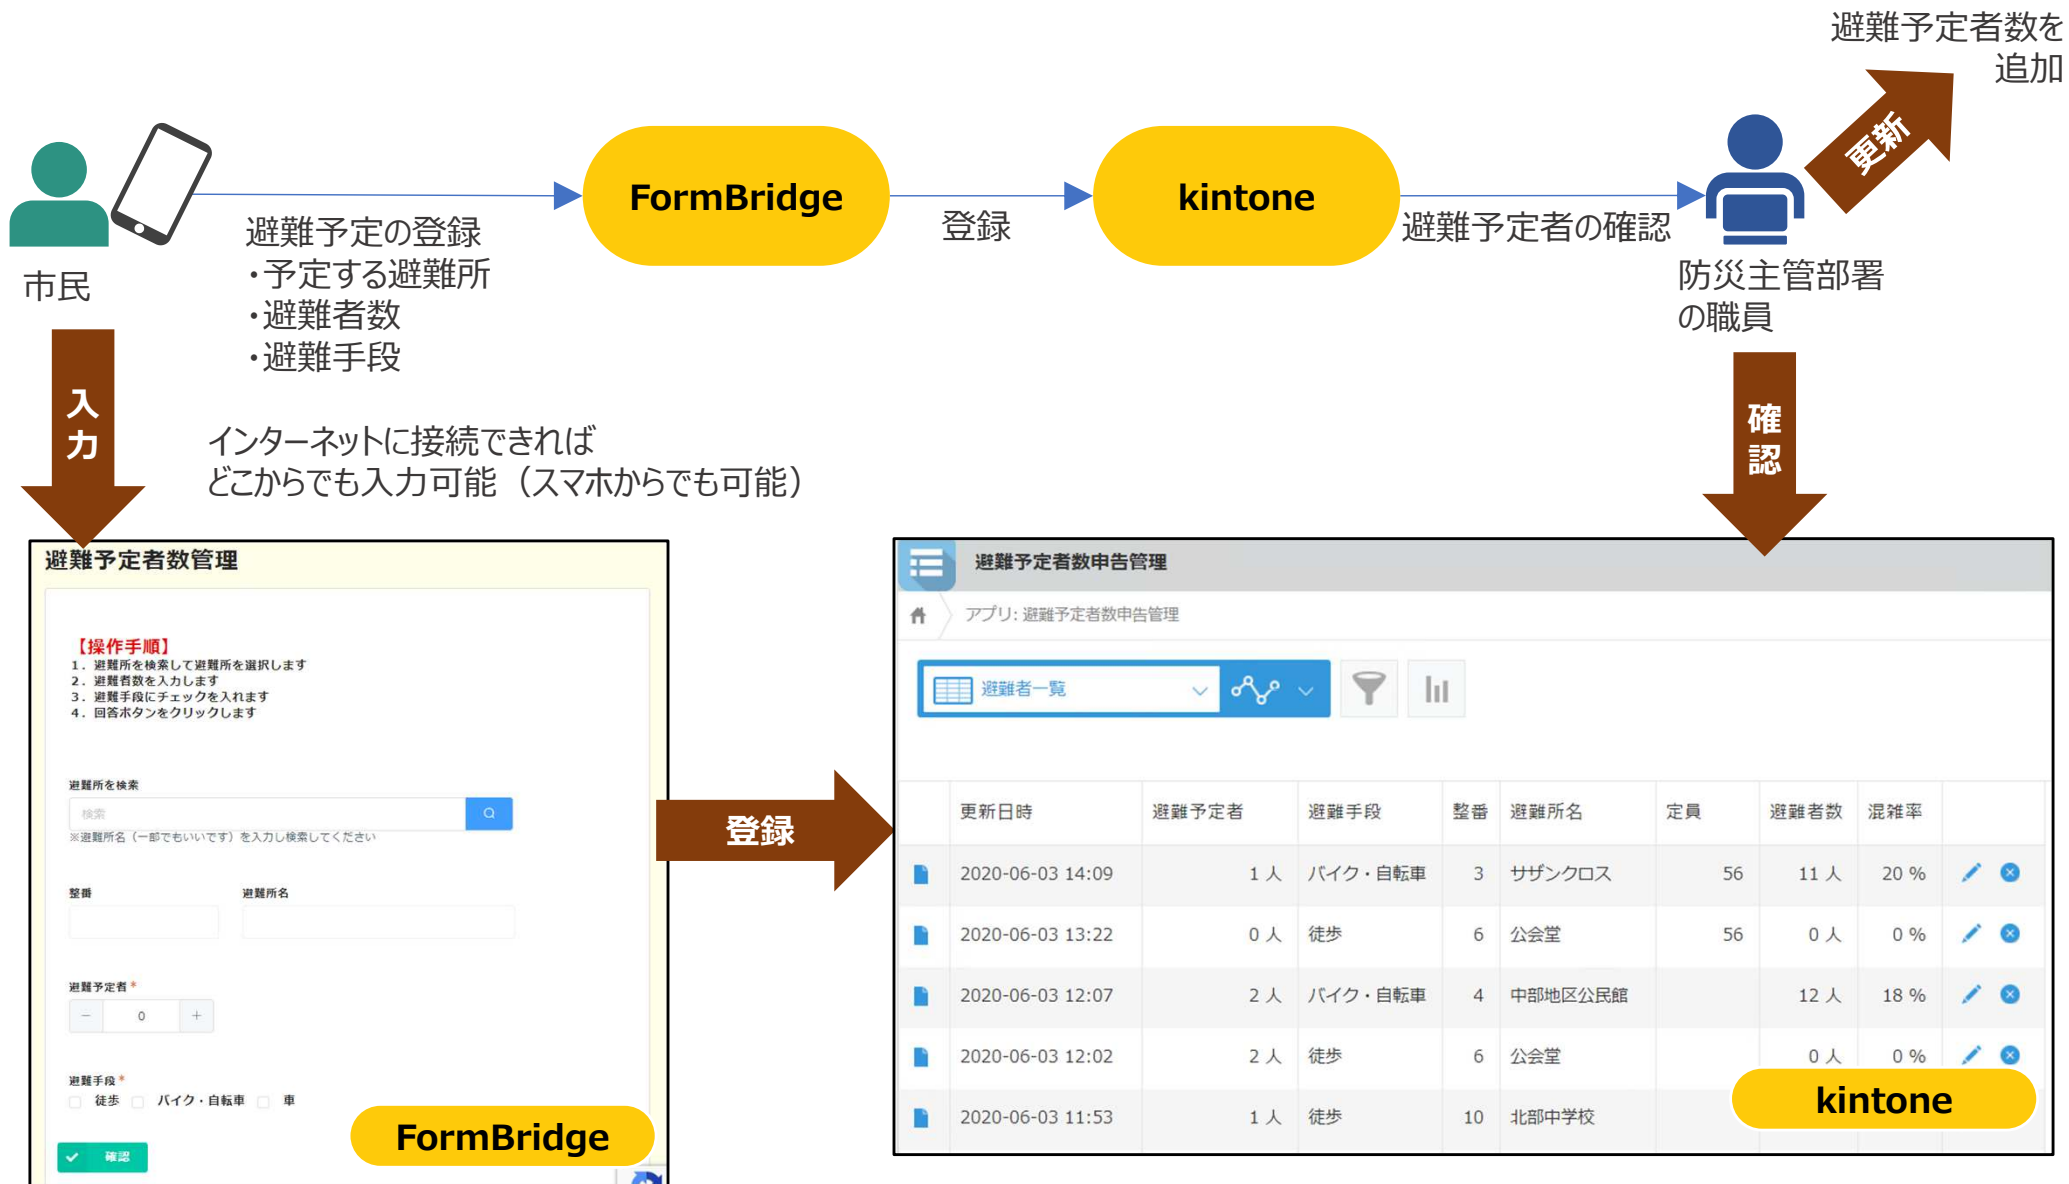 避難予定者数を
追加
更新
FormBridge
kintone
避難予定の登録
・予定する避難所
・避難者数
・避難手段
登録
避難予定者の確認
市民
防災主管部署
の職員
入力
確認
インターネットに接続できれば
どこからでも入力可能（スマホからでも可能）
避難予定者数管理
【操作手順】
1．避難所を検索して避難所を選択します
2．避難者数を入力します
3．避難手段にチェックを入れます
4．回答ボタンをクリックします
避難所を検索
検索
※避難所名（一部でもいいです）を入力し検索してください
整番 避難所名
避難予定者*
− 0 +
避難手段*
徒歩 バイク・自転車 車
確認
FormBridge
登録
避難予定者数申告管理
アプリ: 避難予定者数申告管理
避難者一覧
更新日時 避難予定者 避難手段 整番 避難所名 定員 避難者数 混雑率
2020-06-03 14:09 1 人 バイク・自転車 3 サザンクロス 56 11 人 20 %
2020-06-03 13:22 0 人 徒歩 6 公会堂 56 0 人 0 %
2020-06-03 12:07 2 人 バイク・自転車 4 中部地区公民館 12 人 18 %
2020-06-03 12:02 2 人 徒歩 6 公会堂 0 人 0 %
2020-06-03 11:53 1 人 徒歩 10 北部中学校
kintone